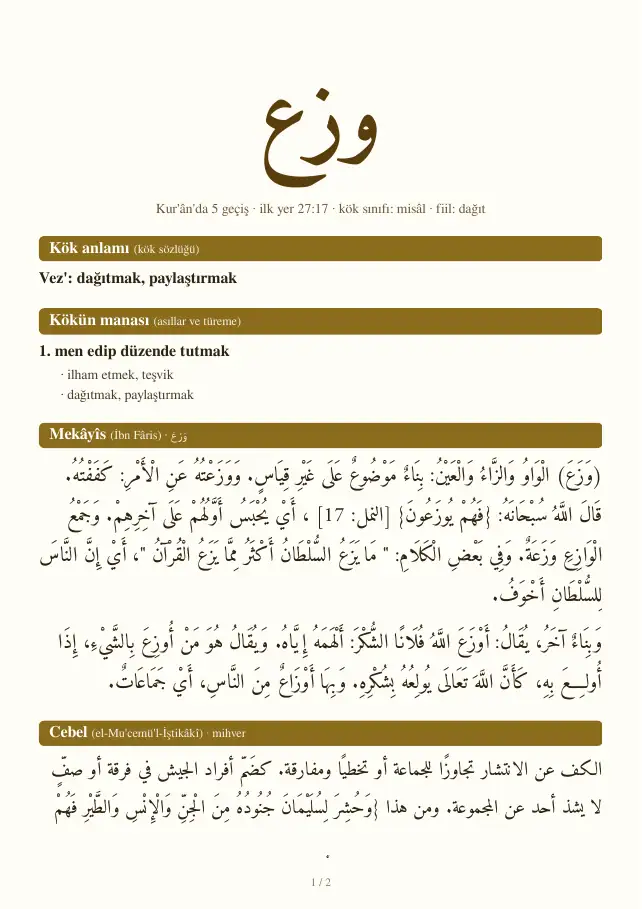 وزع
Kur'ân'da 5 geçiş · ilk yer 27:17 · kök sınıfı: misâl · fiil: dağıt
Kök anlamı (kök sözlüğü)
Vez': dağıtmak, paylaştırmak
Kökün manası (asıllar ve türeme)
1. men edip düzende tutmak
· ilham etmek, teşvik
· dağıtmak, paylaştırmak
Mekâyîs (İbn Fâris) · وَزَعَ
(وَزَعَ) الْوَاوُ وَالزَّاءُ وَالْعَيْنُ: بِنَاءٌ مَوْضُوعٌ عَلَى غَيْرِ قِيَاسٍ. وَوَزَعْتُهُ عَنِ الْأَمْرِ: كَفَفْتُهُ.
قَالَ اللَّهُ سُبْحَانَهُ: {فَهُمْ يُوزَعُونَ} [النمل: 17] ، أَيْ يُحْبَسُ أَوَّلُهُمْ عَلَى آخِرِهِمْ. وَجَمْعُ
الْوَازِعِ وَزَعَةٌ. وَفِي بَعْضِ الْكَلَامِ: " مَا يَزَعُ السُّلْطَانُ أَكْثَرُ مِمَّا يَزَعُ الْقُرْآنُ "، أَيْ إِنَّ النَّاسَ
لِلسُّلْطَانِ أَخْوَفُ.
وَبِنَاءٌ آخَرُ، يُقَالُ: أَوْزَعَ اللَّهُ فُلَانًا الشُّكْرَ: أَلْهَمَهُ إِيَّاهُ. وَيُقَالُ هُوَ مَنْ أُوزِعَ بِالشَّيْءِ، إِذَا
أُولِعَ بِهِ، كَأَنَّ اللَّهَ تَعَالَى يُولِعُهُ بِشُكْرِهِ. وَبِهَا أَوْزَاعٌ مِنَ النَّاسِ، أَيْ جَمَاعَاتٌ.
Cebel (el-Mu'cemü'l-İştikâkî) · mihver
الكف عن الانتشار تجاوزًا للجماعة أو تخطيًا ومفارقة. كضَمّ أفراد الجيش في فرقة أو صفٍّ
لا يشذ أحد عن المجموعة. ومن هذا {وَحُشِرَ لِسُلَيْمَانَ جُنُودُهُ مِنَ الْجِنِّ وَالْإِنْسِ وَالطَّيْرِ فَهُمْ
1 / 2